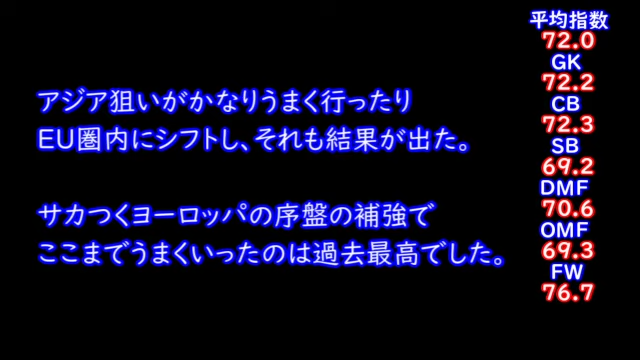 アジア狙いがかなりうまく行ったり
EU圏内にシフトし、それも結果が出た。
サカつくヨーロッパの序盤の補強で
ここまでうまくいったのは過去最高でした。
平均指数
72.0
GK
72.2
CB
72.3
SB
69.2
DMF
70.6
OMF
69.3
FW
76.7